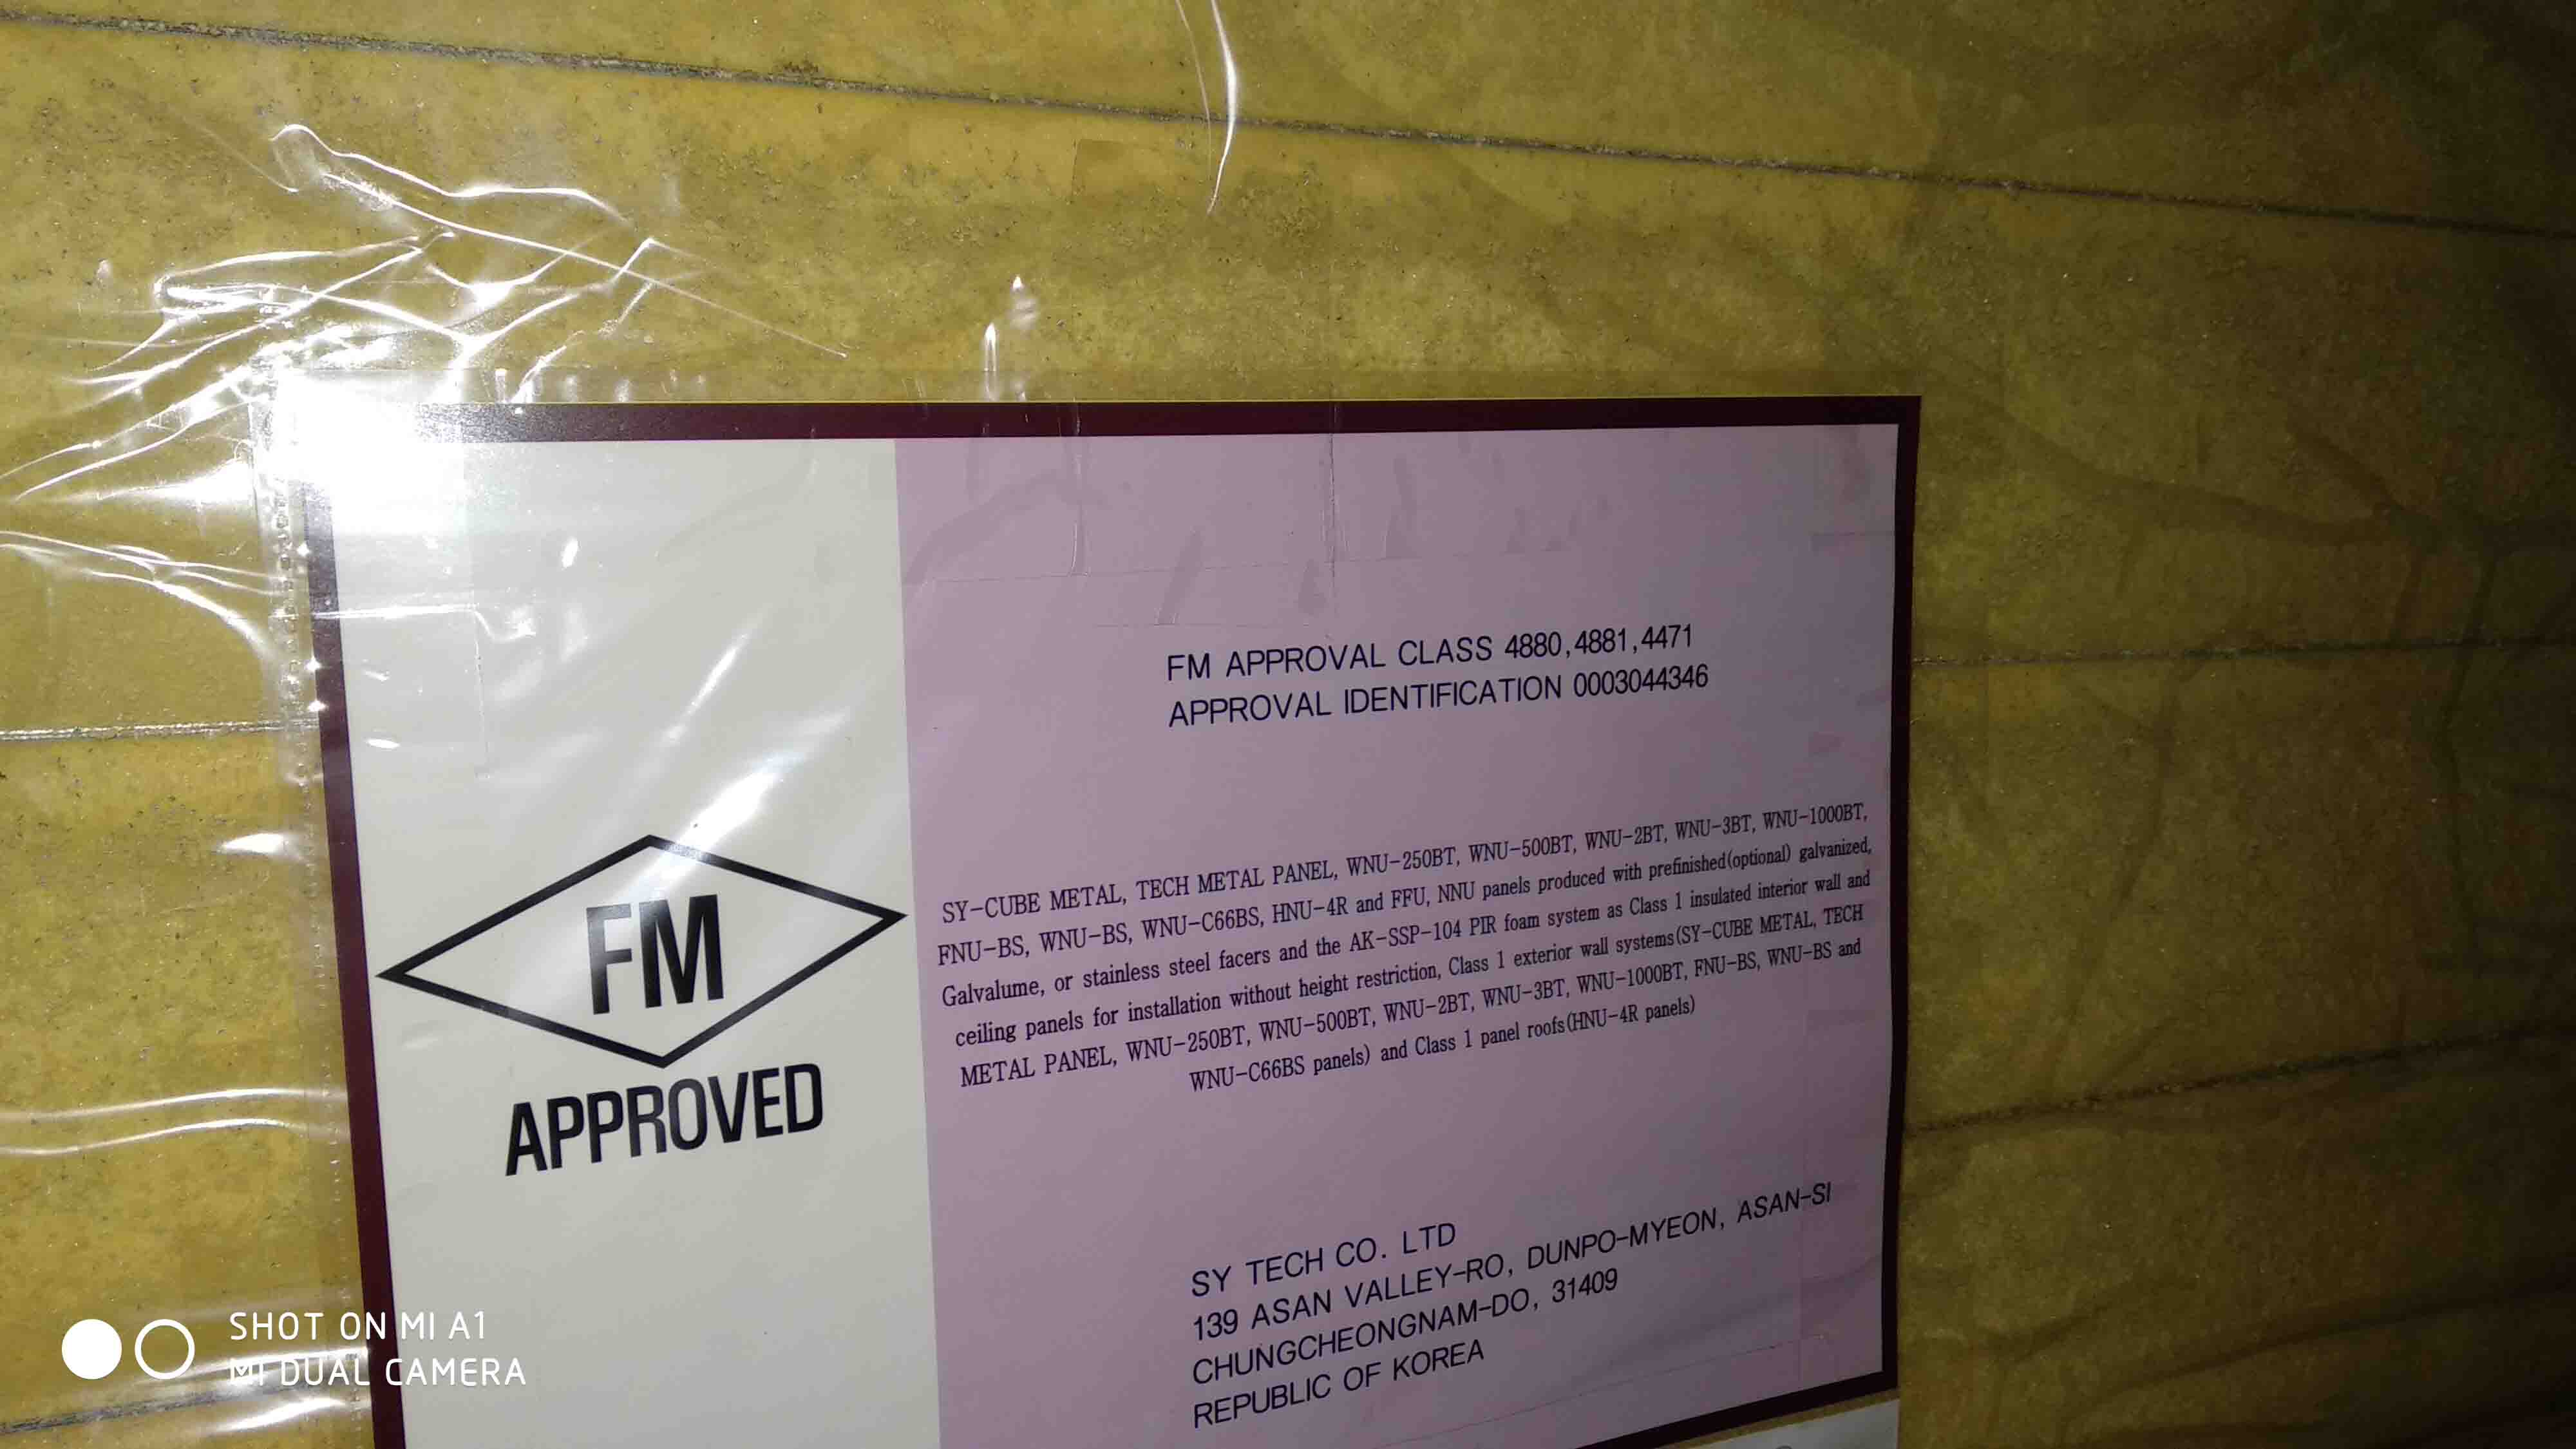 FM APPROVAL CLASS 4880,4881,4471
APPROVAL IDENTIFICATION 0003044346
SY-CUBE METAL, TECH METAL PANEL, WNU-250BT, WNU-500BT, WNU-2BT, WNU-3BT, WNU-1000BT,
FNU-BS, WNU-BS, WNU-C66BS, HNU-4R and FFU, NNU panels produced with prefinished(optional) galvanized,
Galvalume, or stainless steel facers and the AK-SSP-104 PIR foam system as Class 1 insulated interior wall and
ceiling panels for installation without height restriction, Class 1 exterior wall systems(SY-CUBE METAL, TECH
METAL PANEL, WNU-250BT, WNU-500BT, WNU-2BT, WNU-3BT, WNU-1000BT, FNU-BS, WNU-BS and
WNU-C66BS panels) and Class 1 panel roofs(HNU-4R panels)
FM
APPROVED
SY TECH CO. LTD
139 ASAN VALLEY-RO, DUNPO-MYEON, ASAN-SI
CHUNGCHEONGNAM-DO, 31409
REPUBLIC OF KOREA
SHOT ON MI A1
MI DUAL CAMERA